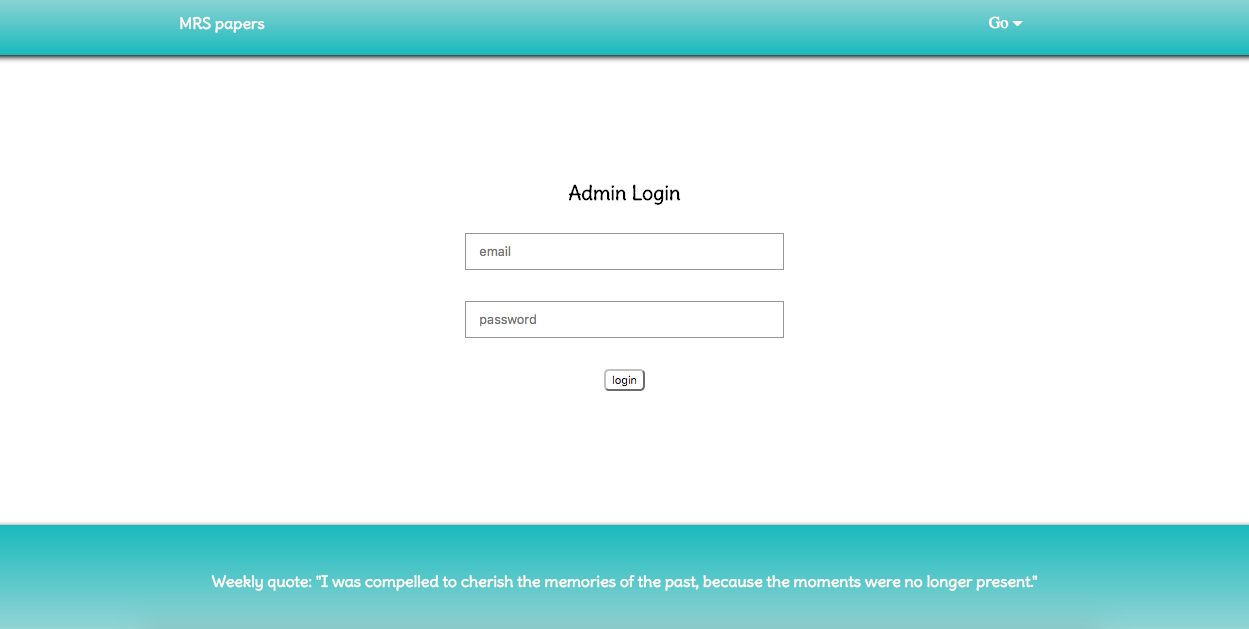 MRS papers
Go
Admin Login
email
password
login
Weekly quote: "I was compelled to cherish the memories of the past, because the moments were no longer present."